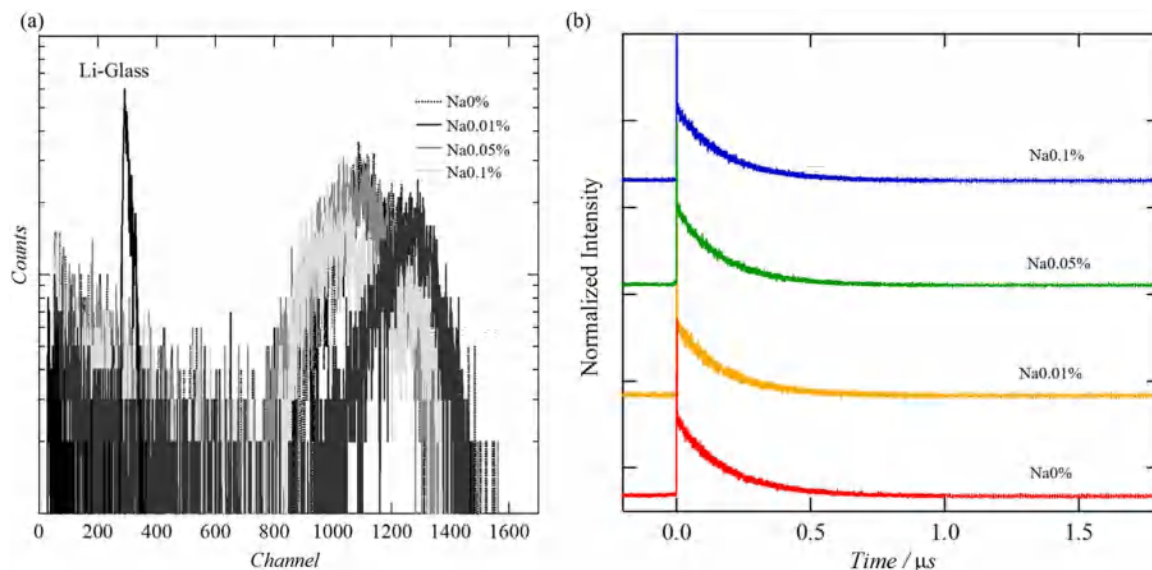 (a)
Li-Glass
Na0%
Na0.01%
Na0.05%
Na0.1%
Counts
0 200 400 600 800 1000 1200 1400 1600
Channel
(b)
Na0.1%
Na0.05%
Na0.01%
Na0%
Normalized Intensity
0.0 0.5 1.0 1.5
Time / μs